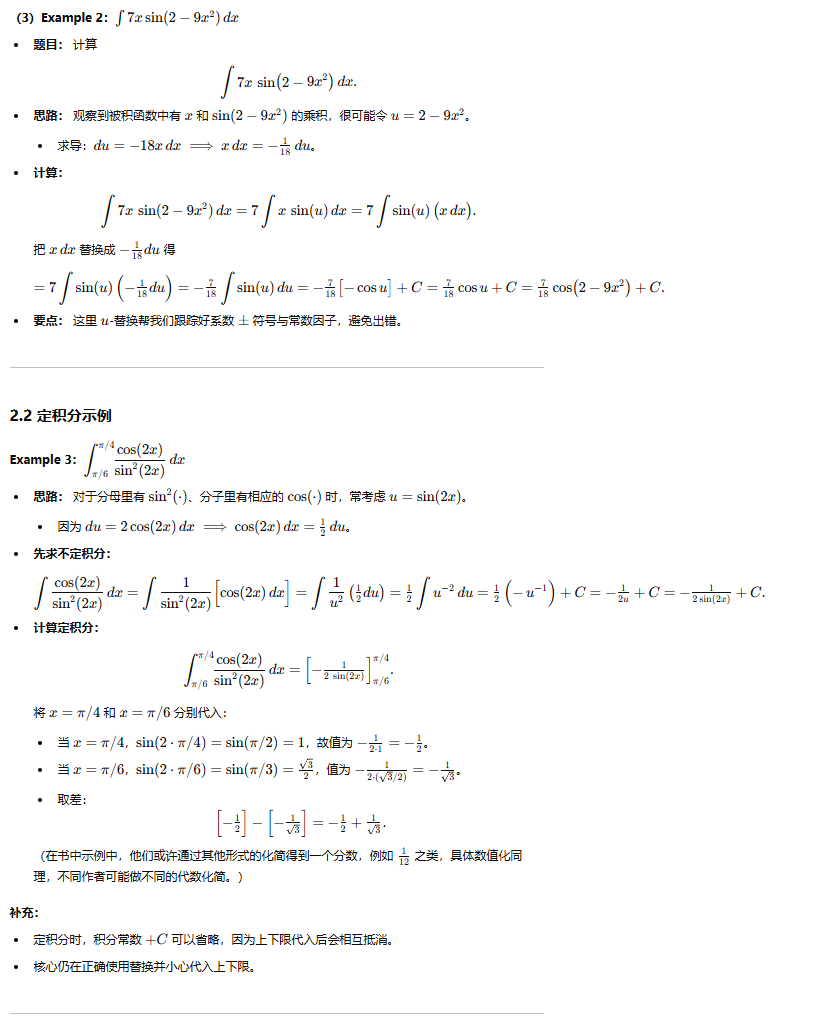 （3）Example 2：∫ 7x sin(2 − 9x²) dx
• 题目： 计算
∫ 7x sin(2 − 9x²) dx.
• 思路： 观察到被积函数中有 x 和 sin(2 − 9x²) 的乘积，很可能令 u = 2 − 9x²。
• 求导：du = −18x dx ⟹ x dx = −1/18 du。
• 计算：
∫ 7x sin(2 − 9x²) dx = 7 ∫ x sin(u) dx = 7 ∫ sin(u) (x dx).
把 x dx 替换成 −1/18 du 得
= 7 ∫ sin(u) (−1/18 du) = −7/18 ∫ sin(u) du = −7/18 [− cos u] + C = 7/18 cos u + C = 7/18 cos(2 − 9x²) + C.
• 要点： 这里 u-替换帮我们跟踪好系数 ± 符号与常数因子，避免出错。
2.2 定积分示例
Example 3： ∫_{π/6}^{π/4} cos(2x)/sin²(2x) dx
• 思路： 对于分母里有 sin²(·)、分子里有相应的 cos(·) 时，常考虑 u = sin(2x)。
• 因为 du = 2 cos(2x) dx ⟹ cos(2x) dx = 1/2 du。
• 先求不定积分：
∫ cos(2x)/sin²(2x) dx = ∫ 1/sin²(2x) [cos(2x) dx] = ∫ 1/u² (1/2 du) = 1/2 ∫ u⁻² du = 1/2 (− u⁻¹) + C = −1/2u + C = −1/(2 sin(2x)) + C.
• 计算定积分：
∫_{π/6}^{π/4} cos(2x)/sin²(2x) dx = [−1/(2 sin(2x))]_{π/6}^{π/4}.
将 x = π/4 和 x = π/6 分别代入：
• 当 x = π/4，sin(2 · π/4) = sin(π/2) = 1，故值为 −1/(2·1) = −1/2。
• 当 x = π/6，sin(2 · π/6) = sin(π/3) = √3/2，值为 −1/(2·(√3/2)) = −1/√3。
• 取差：
[−1/2] − [−1/√3] = −1/2 + 1/√3.
（在书中示例中，他们或许通过其他形式的化简得到一个分数，例如 1/12 之类，具体数值化同
理，不同作者可能做不同的代数化简。）
补充：
• 定积分时，积分常数 +C 可以省略，因为上下限代入后会相互抵消。
• 核心仍在正确使用替换并小心代入上下限。